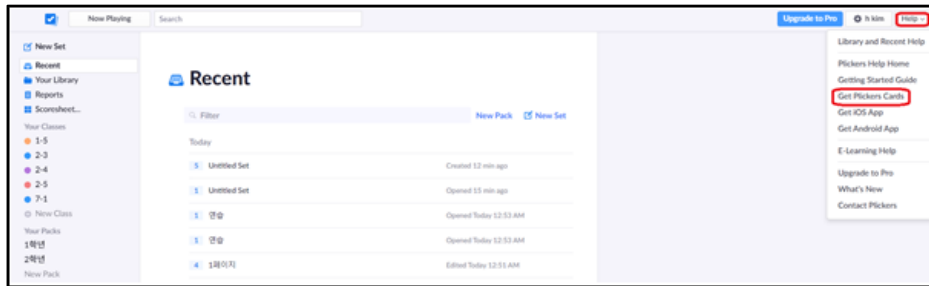 Now Playing
Search
Upgrade to Pro
h kim
Help
New Set
Recent
Your Library
Reports
Scoresheet...
Your Classes
1-5
2-3
2-4
2-5
7-1
New Class
Your Packs
1학년
2학년
New Pack
Recent
Filter
New Pack
New Set
Today
5 Untitled Set Created 12 min ago
1 Untitled Set Opened 15 min ago
1 연습 Opened Today 12:53 AM
1 연습 Opened Today 12:53 AM
4 1페이지 Edited Today 12:51 AM
Library and Recent Help
Plickers Help Home
Getting Started Guide
Get Plickers Cards
Get iOS App
Get Android App
E-Learning Help
Upgrade to Pro
What's New
Contact Plickers